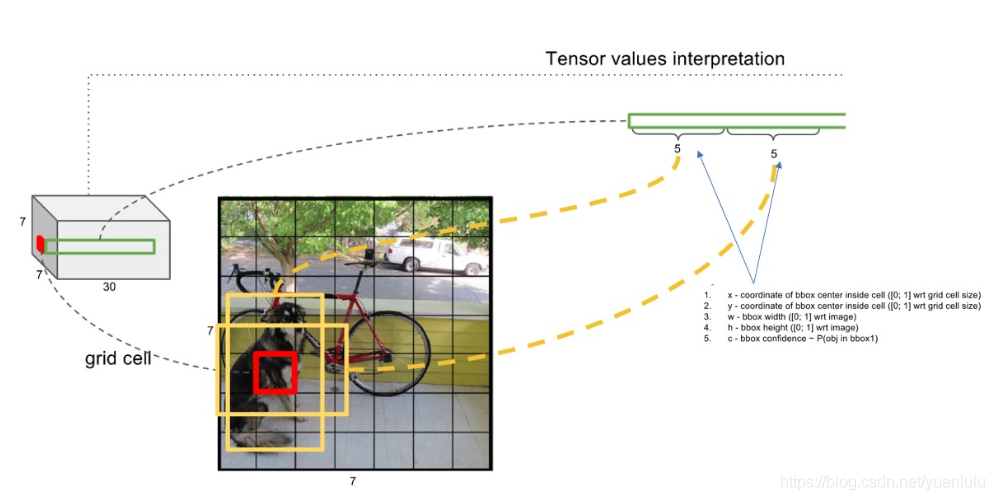 Tensor values interpretation
5
5
7
7
30
grid cell
7
7
1. x - coordinate of bbox center inside cell ([0; 1] wrt grid cell size)
2. y - coordinate of bbox center inside cell ([0; 1] wrt grid cell size)
3. w - bbox width ([0; 1] wrt image)
4. h - bbox height ([0; 1] wrt image)
5. c - bbox confidence ~ P(obj in bbox1)
https://blog.csdn.net/yuanlulu